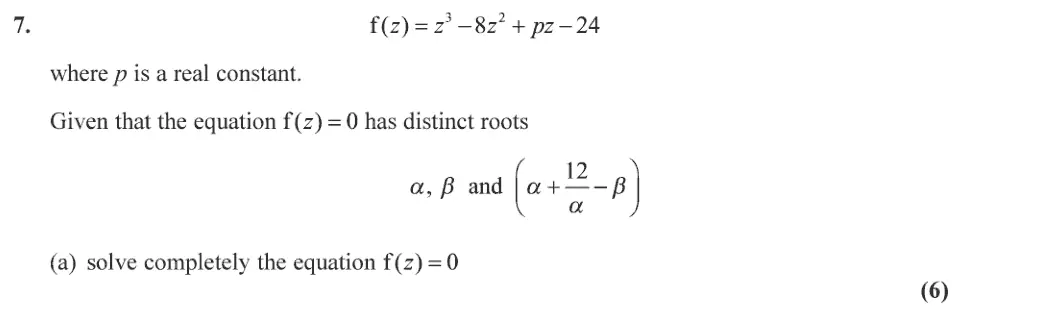 7. f(z) = z³ − 8z² + pz − 24
where p is a real constant.
Given that the equation f(z) = 0 has distinct roots
α, β and (α + 12/α − β)
(a) solve completely the equation f(z) = 0
(6)